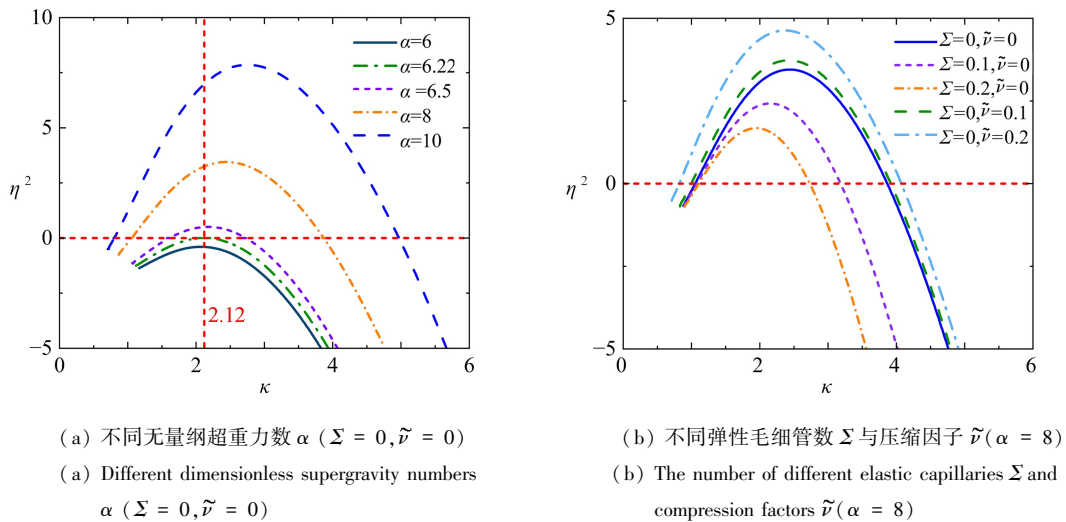 10
5
0
−5
η²
0
2
4
6
κ
α=6
α=6.22
α=6.5
α=8
α=10
2.12
5
0
−5
η²
0
1
2
3
4
5
6
κ
Σ=0,ν̃=0
Σ=0.1,ν̃=0
Σ=0.2,ν̃=0
Σ=0,ν̃=0.1
Σ=0,ν̃=0.2
(a) 不同无量纲超重力数 α (Σ = 0,ν̃ = 0)
(a) Different dimensionless supergravity numbers
α (Σ = 0,ν̃ = 0)
(b) 不同弹性毛细管数 Σ 与压缩因子 ν̃(α = 8)
(b) The number of different elastic capillaries Σ and
compression factors ν̃(α = 8)